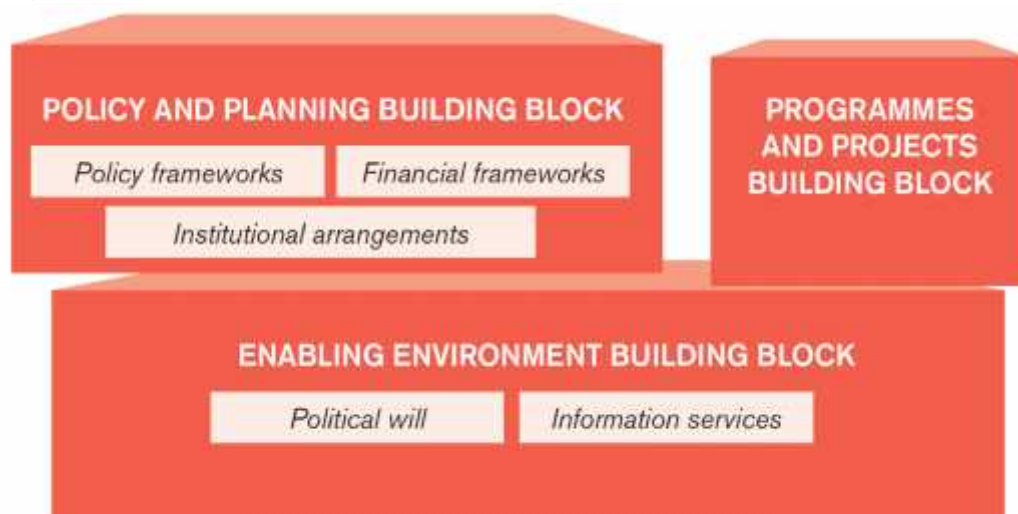 POLICY AND PLANNING BUILDING BLOCK
Policy frameworks
Financial frameworks
Institutional arrangements
PROGRAMMES
AND PROJECTS
BUILDING BLOCK
ENABLING ENVIRONMENT BUILDING BLOCK
Political will
Information services